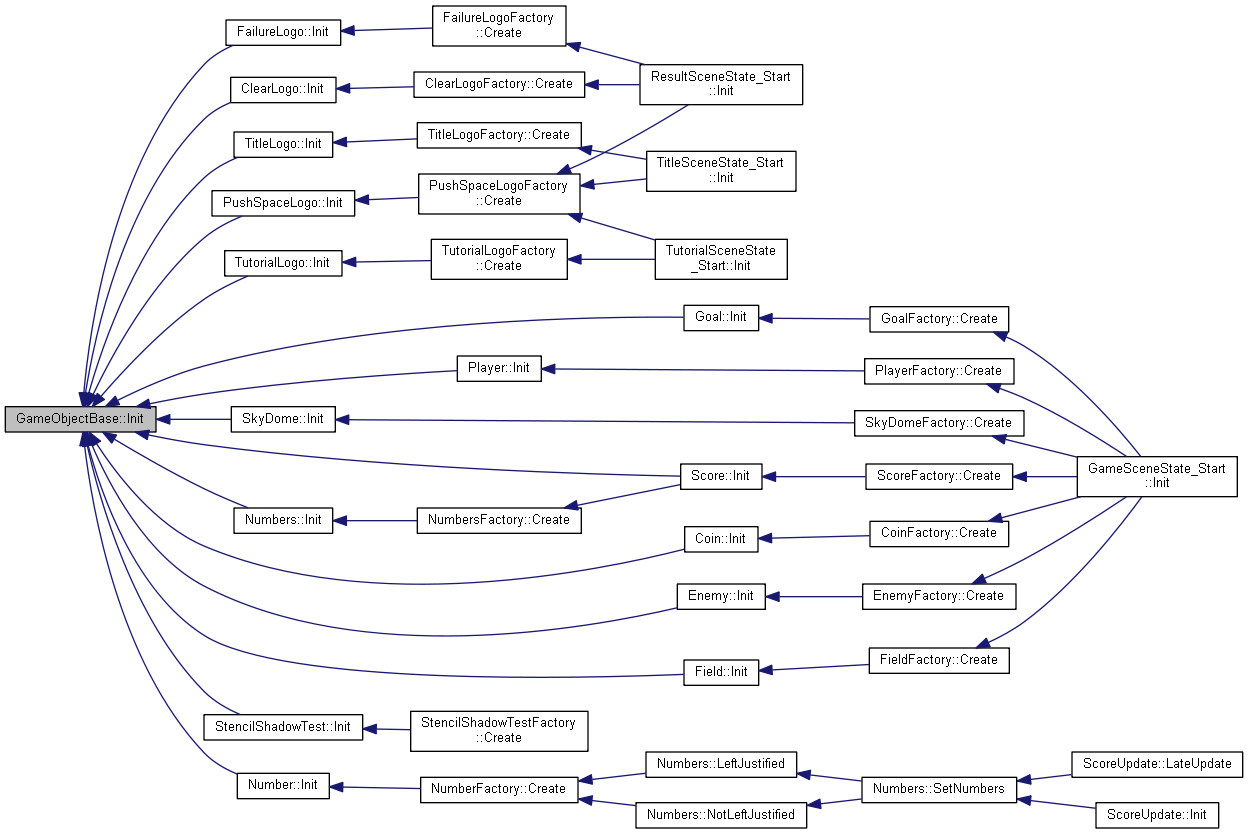 FailureLogo::Init
FailureLogoFactory
::Create
ClearLogo::Init
ClearLogoFactory::Create
ResultSceneState_Start
::Init
TitleLogo::Init
TitleLogoFactory::Create
TitleSceneState_Start
::Init
PushSpaceLogo::Init
PushSpaceLogoFactory
::Create
TutorialLogo::Init
TutorialLogoFactory
::Create
TutorialSceneState
_Start::Init
Goal::Init
GoalFactory::Create
Player::Init
PlayerFactory::Create
GameObjectBase::Init
SkyDome::Init
SkyDomeFactory::Create
Score::Init
ScoreFactory::Create
GameSceneState_Start
::Init
Numbers::Init
NumbersFactory::Create
Coin::Init
CoinFactory::Create
Enemy::Init
EnemyFactory::Create
Field::Init
FieldFactory::Create
StencilShadowTest::Init
StencilShadowTestFactory
::Create
Number::Init
NumberFactory::Create
Numbers::LeftJustified
Numbers::NotLeftJustified
Numbers::SetNumbers
ScoreUpdate::LateUpdate
ScoreUpdate::Init